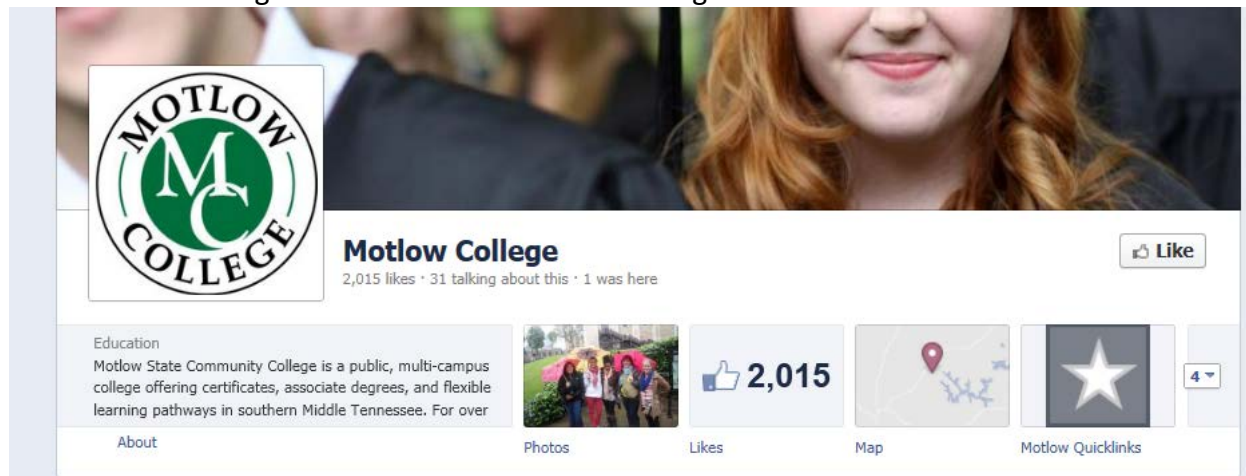 MOTLOW
MC
COLLEGE
Motlow College
2,015 likes · 31 talking about this · 1 was here
Like
Education
Motlow State Community College is a public, multi-campus
college offering certificates, associate degrees, and flexible
learning pathways in southern Middle Tennessee. For over
About
Photos
2,015
Likes
Map
Motlow Quicklinks
4